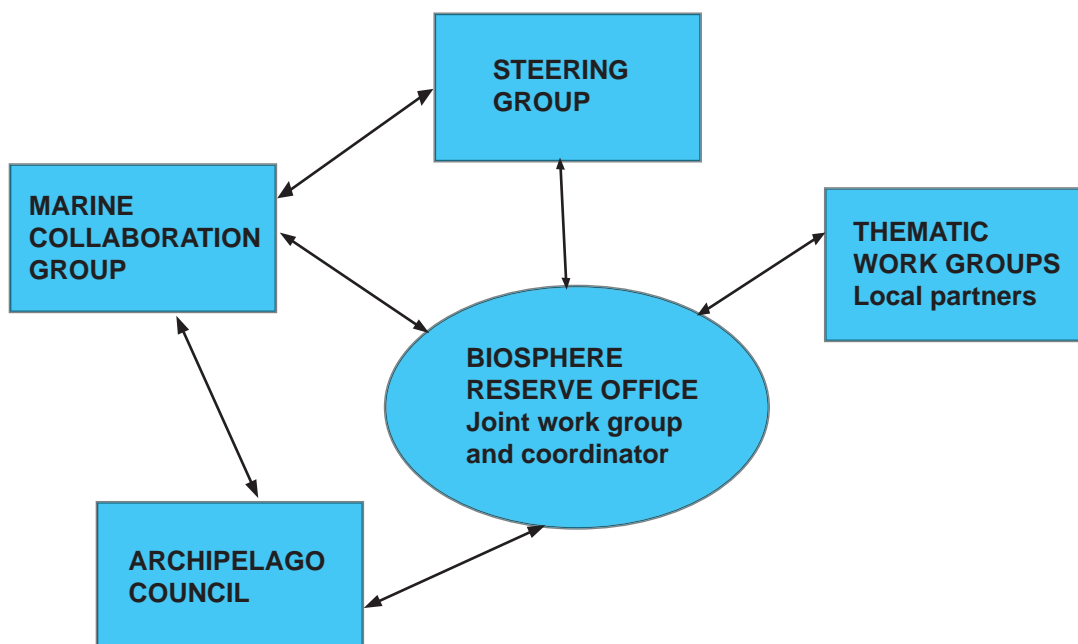 STEERING
GROUP
MARINE
COLLABORATION
GROUP
THEMATIC
WORK GROUPS
Local partners
BIOSPHERE
RESERVE OFFICE
Joint work group
and coordinator
ARCHIPELAGO
COUNCIL